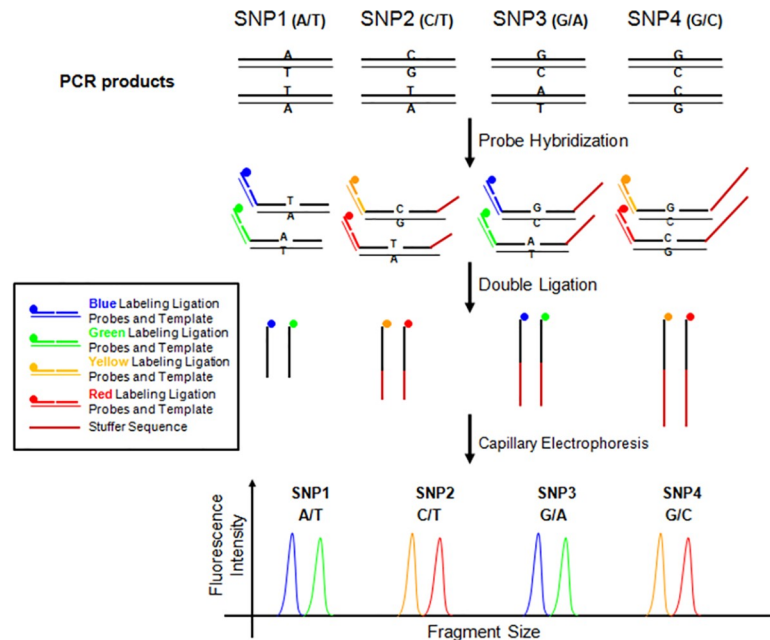 SNP1 (A/T) SNP2 (C/T) SNP3 (G/A) SNP4 (G/C)
A C G G
T G C C
PCR products
T T A C
A A T G
Probe Hybridization
T C G G
A G C C
A T A C
T A T G
Double Ligation
Blue Labeling Ligation
Probes and Template
Green Labeling Ligation
Probes and Template
Yellow Labeling Ligation
Probes and Template
Red Labeling Ligation
Probes and Template
Stuffer Sequence
Capillary Electrophoresis
Fluorescence
Intensity
SNP1 SNP2 SNP3 SNP4
A/T C/T G/A G/C
Fragment Size